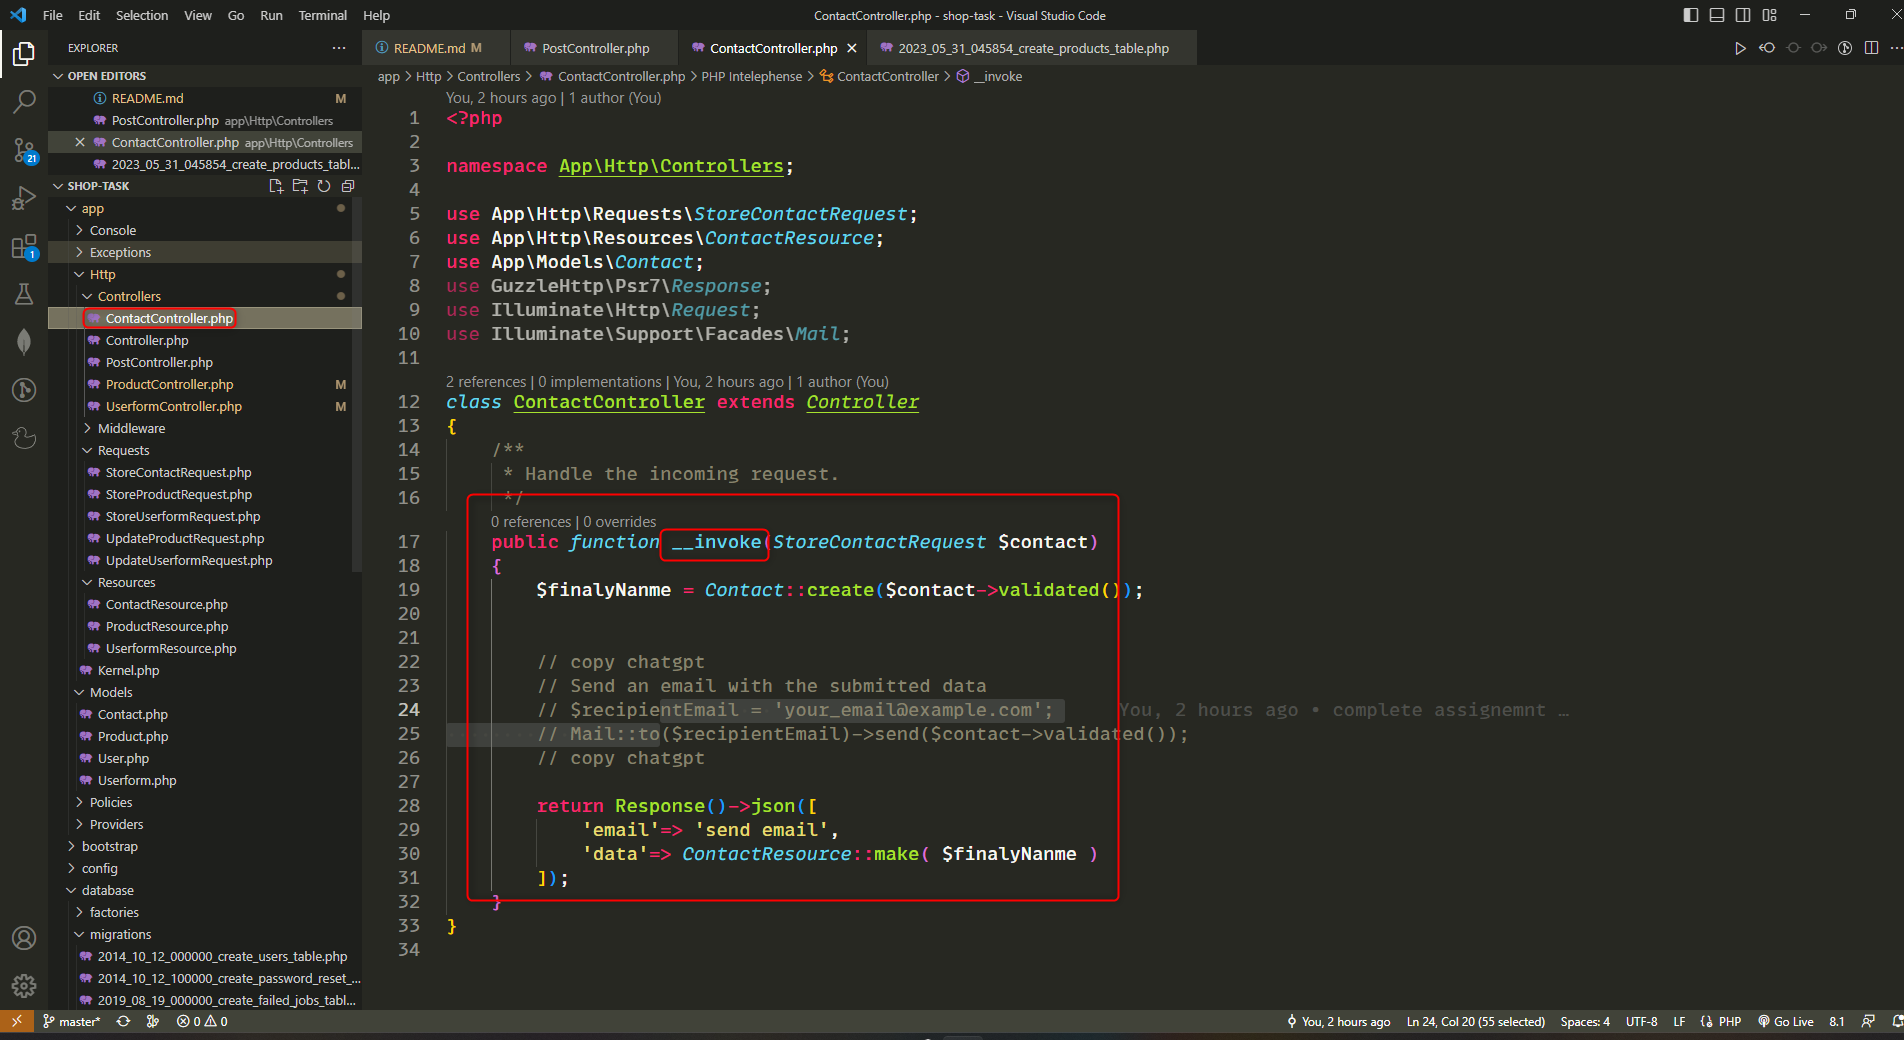 File Edit Selection View Go Run Terminal Help
ContactController.php - shop-task - Visual Studio Code
EXPLORER
README.md M
PostController.php
ContactController.php
2023_05_31_045854_create_products_table.php
app > Http > Controllers > ContactController.php > PHP Intelephense > ContactController > __invoke
OPEN EDITORS
README.md M
PostController.php app\Http\Controllers
ContactController.php app\Http\Controllers
2023_05_31_045854_create_products_tabl...
SHOP-TASK
app
Console
Exceptions
Http
Controllers
ContactController.php
Controller.php
PostController.php
ProductController.php M
UserformController.php M
Middleware
Requests
StoreContactRequest.php
StoreProductRequest.php
StoreUserformRequest.php
UpdateProductRequest.php
UpdateUserformRequest.php
Resources
ContactResource.php
ProductResource.php
UserformResource.php
Kernel.php
Models
Contact.php
Product.php
User.php
Userform.php
Policies
Providers
bootstrap
config
database
factories
migrations
2014_10_12_000000_create_users_table.php
2014_10_12_100000_create_password_reset_...
2019_08_19_000000_create_failed_jobs_tabl...
21
1
You, 2 hours ago | 1 author (You)
1 <?php
2
3 namespace App\Http\Controllers;
4
5 use App\Http\Requests\StoreContactRequest;
6 use App\Http\Resources\ContactResource;
7 use App\Models\Contact;
8 use GuzzleHttp\Psr7\Response;
9 use Illuminate\Http\Request;
10 use Illuminate\Support\Facades\Mail;
11
2 references | 0 implementations | You, 2 hours ago | 1 author (You)
12 class ContactController extends Controller
13 {
14 /**
15 * Handle the incoming request.
16 */
0 references | 0 overrides
17 public function __invoke(StoreContactRequest $contact)
18 {
19 $finalyNanme = Contact::create($contact->validated());
20
21
22 // copy chatgpt
23 // Send an email with the submitted data
24 // $recipientEmail = 'your_email@example.com'; You, 2 hours ago • complete assignemnt …
25 // Mail::to($recipientEmail)->send($contact->validated());
26 // copy chatgpt
27
28 return Response()->json([
29 'email'=> 'send email',
30 'data'=> ContactResource::make( $finalyNanme )
31 ]);
32 }
33 }
34
master* 0 0
You, 2 hours ago Ln 24, Col 20 (55 selected) Spaces: 4 UTF-8 LF PHP Go Live 8.1